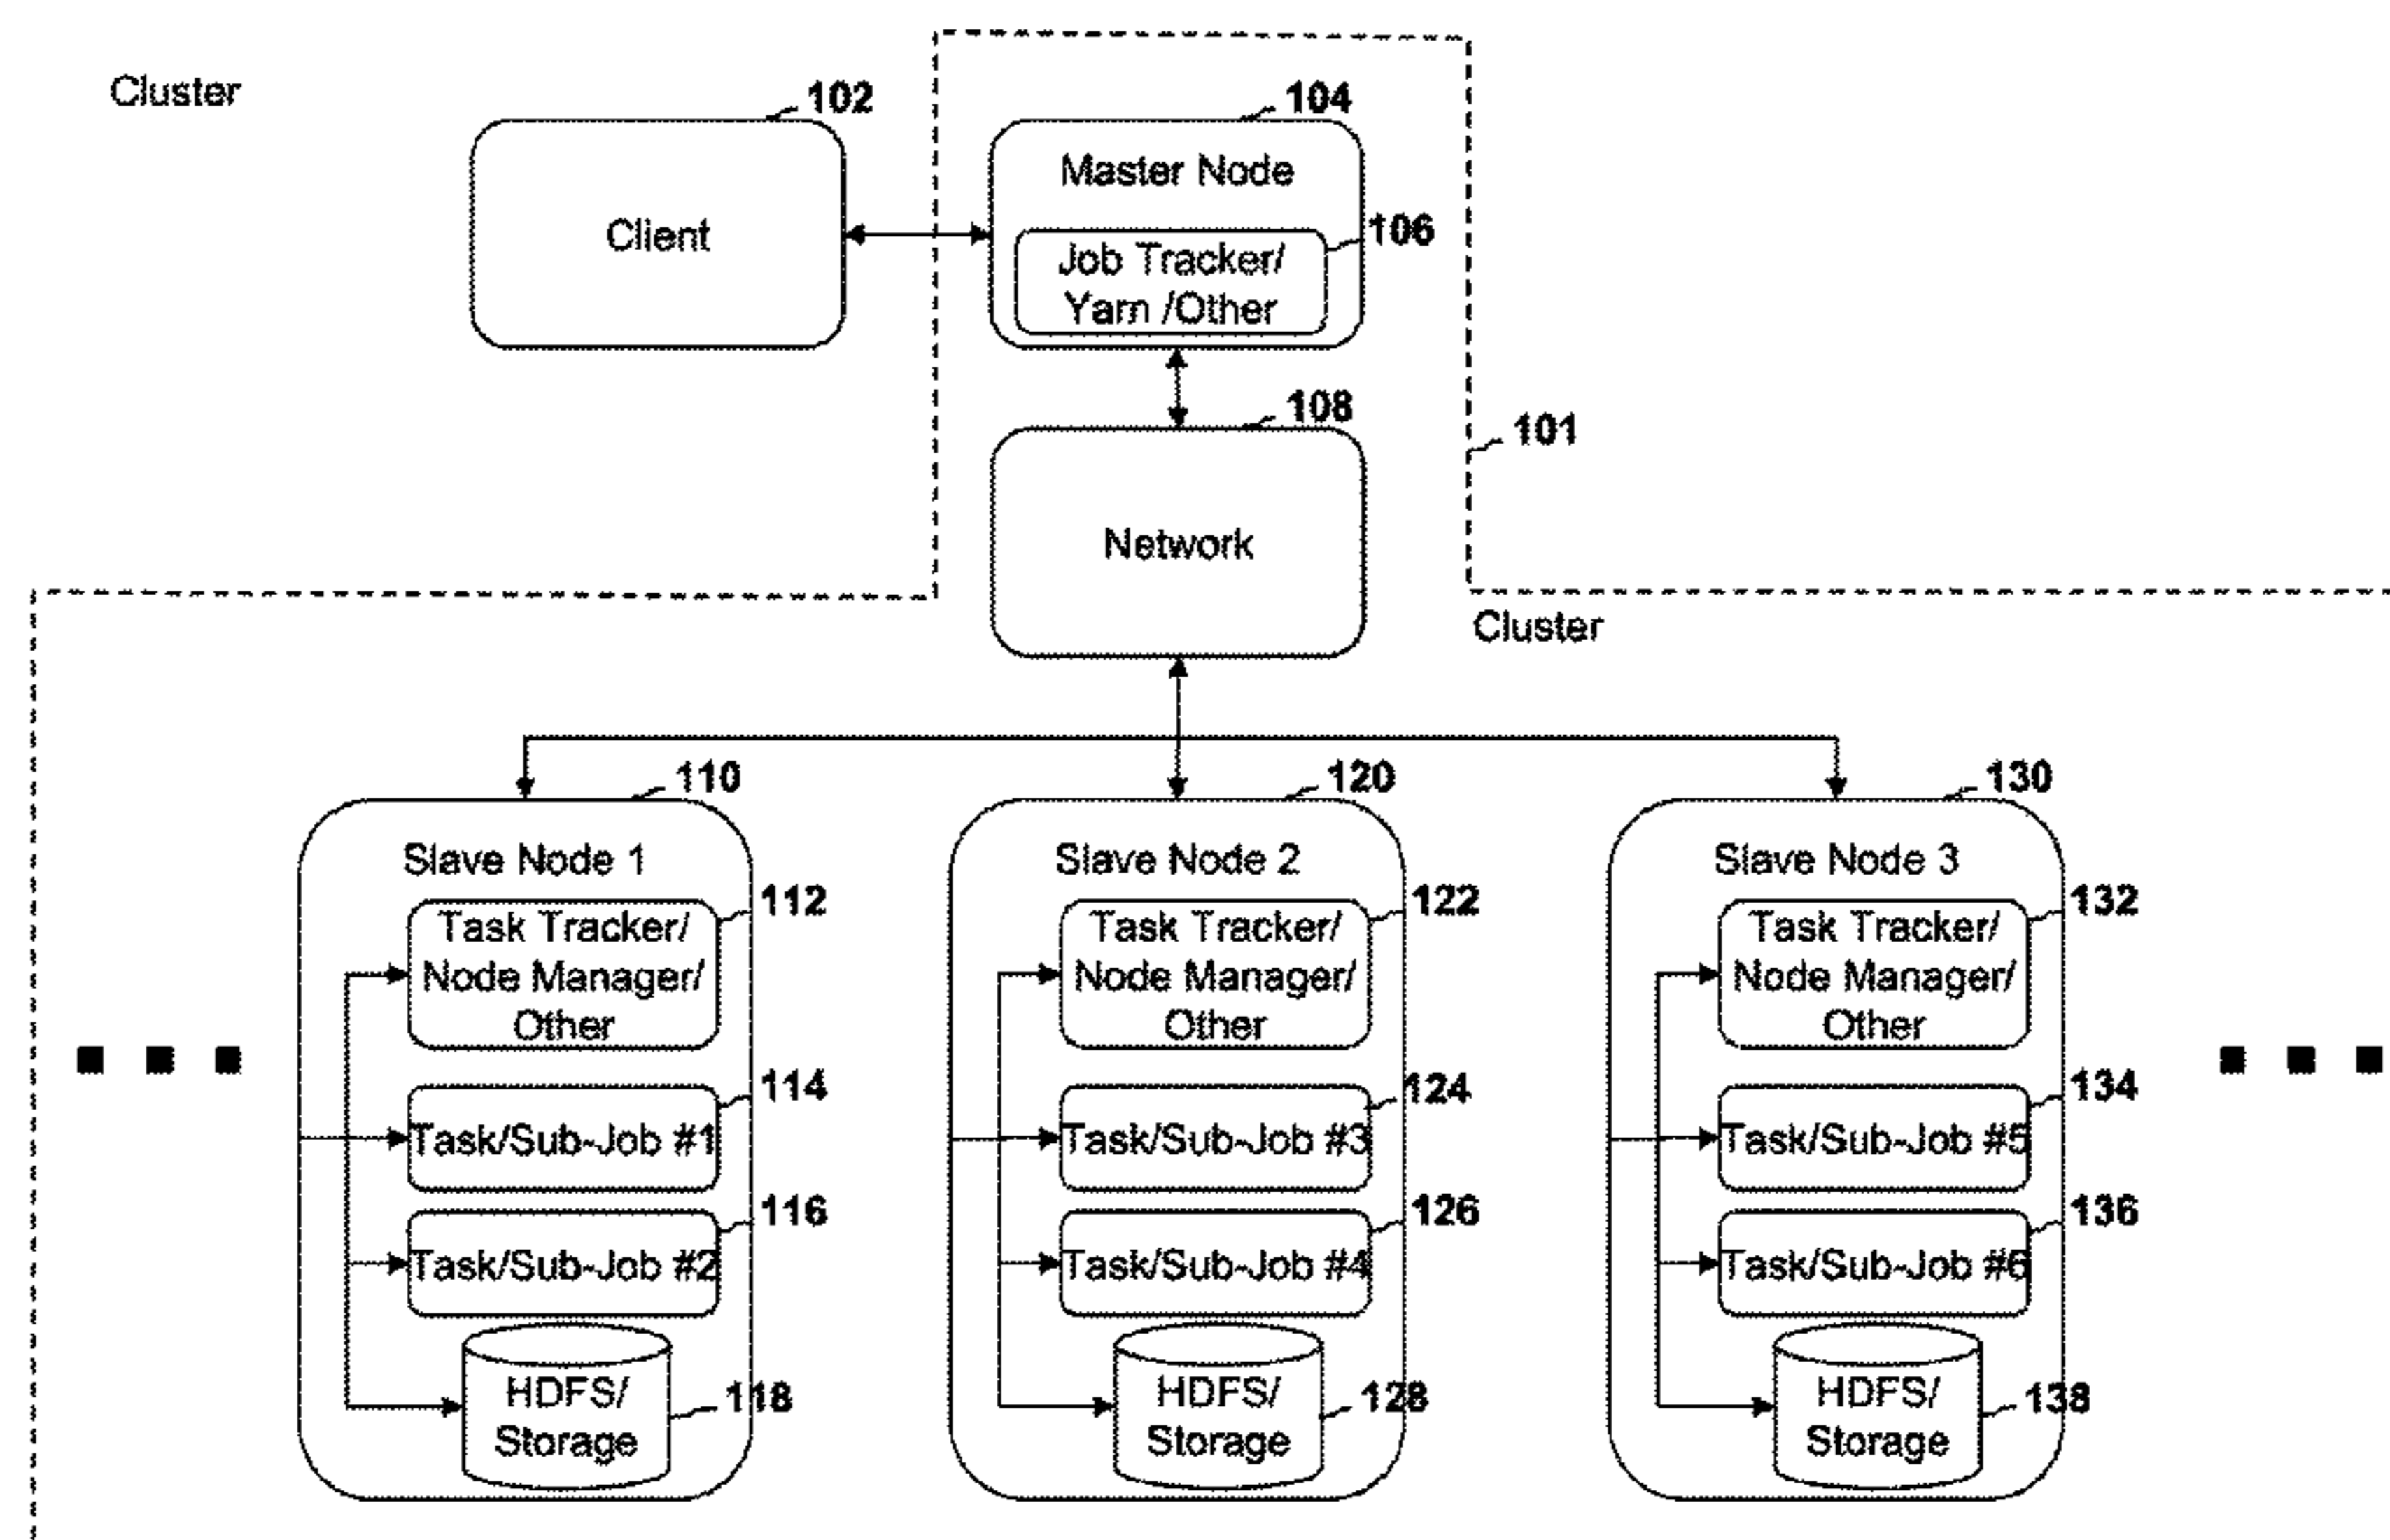 Cluster
102
104
Client
Master Node
106
Job Tracker/
Yarn /Other
108
101
Network
Cluster
110
120
130
Slave Node 1
Slave Node 2
Slave Node 3
112
122
132
Task Tracker/
Node Manager/
Other
Task Tracker/
Node Manager/
Other
Task Tracker/
Node Manager/
Other
114
124
134
Task/Sub-Job #1
Task/Sub-Job #3
Task/Sub-Job #5
116
126
136
Task/Sub-Job #2
Task/Sub-Job #4
Task/Sub-Job #6
HDFS/
Storage
118
HDFS/
Storage
128
HDFS/
Storage
138